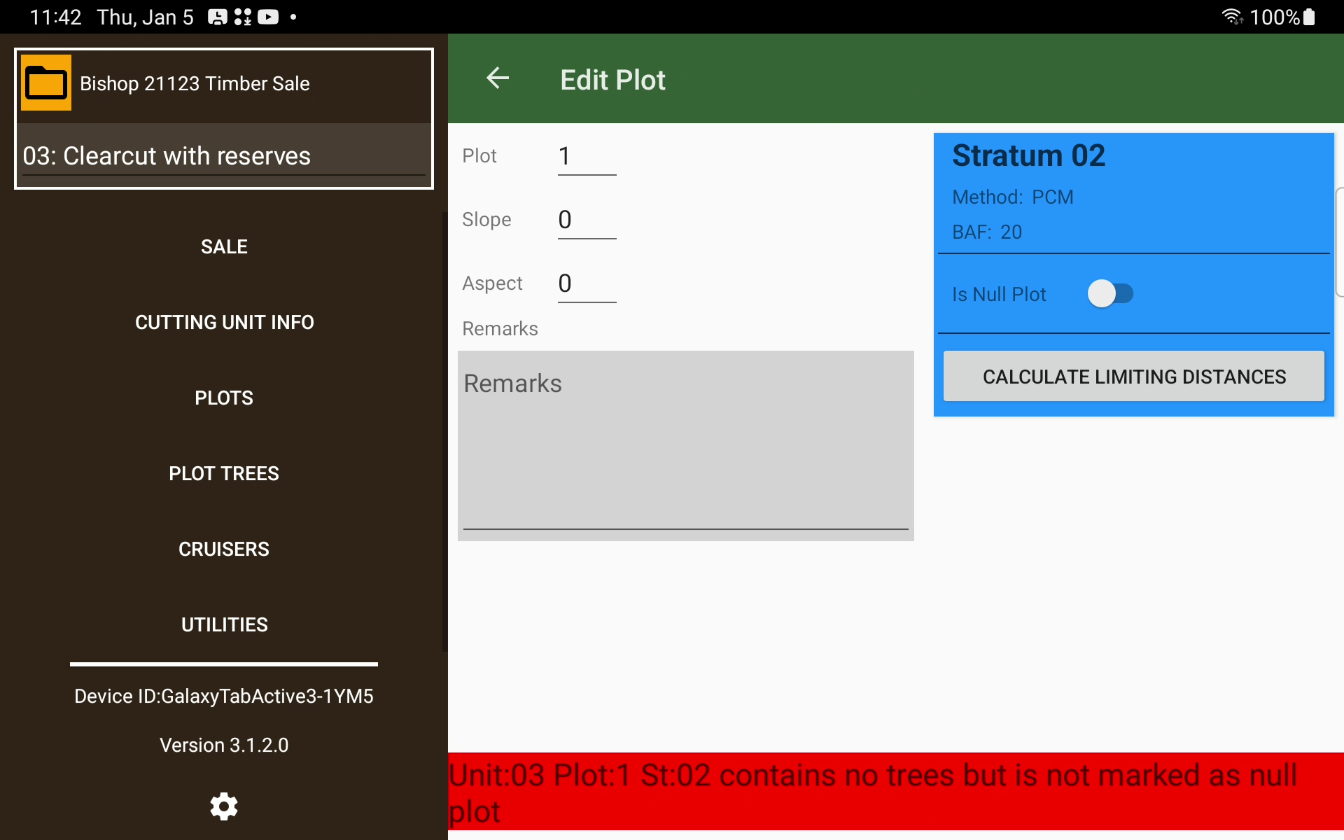 11:42 Thu, Jan 5
100%
Bishop 21123 Timber Sale
03: Clearcut with reserves
SALE
CUTTING UNIT INFO
PLOTS
PLOT TREES
CRUISERS
UTILITIES
Device ID:GalaxyTabActive3-1YM5
Version 3.1.2.0
Edit Plot
Plot 1
Slope 0
Aspect 0
Remarks
Remarks
Stratum 02
Method: PCM
BAF: 20
Is Null Plot
CALCULATE LIMITING DISTANCES
Unit:03 Plot:1 St:02 contains no trees but is not marked as null
plot